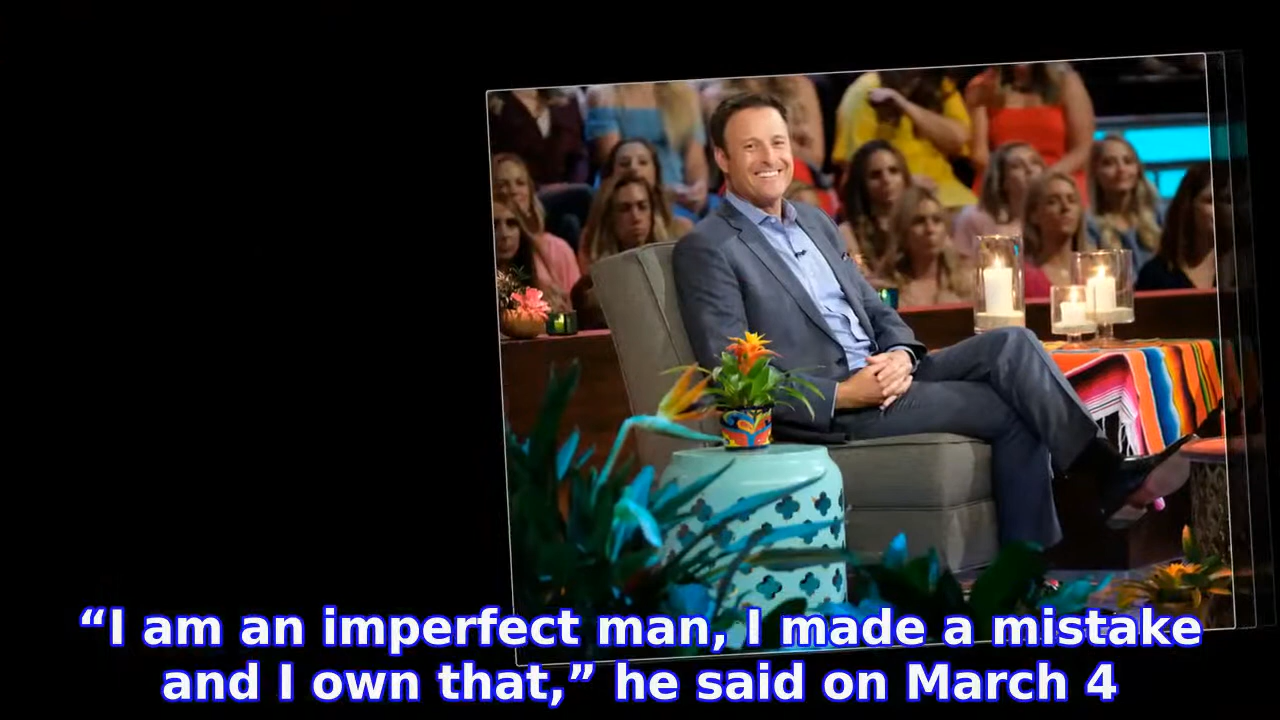 “I am an imperfect man, I made a mistake
and I own that,” he said on March 4